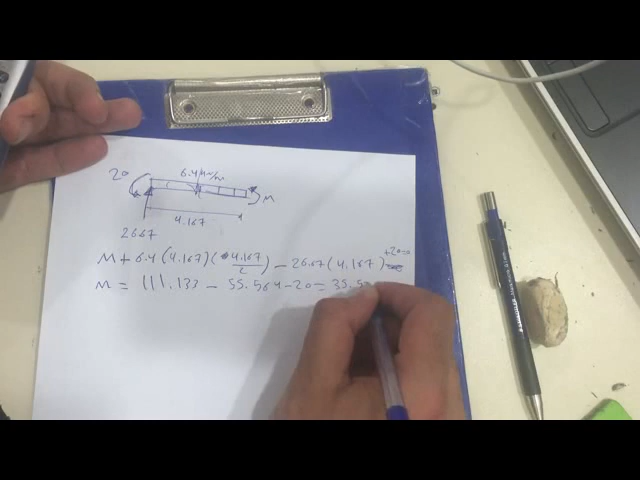 20
6.4 kN/m
M
4.167
26.67
M + 6.4 (4.167) (4.167/2) - 26.67 (4.167) +20=0
M = 111.133 - 55.564 - 20 = 35.5